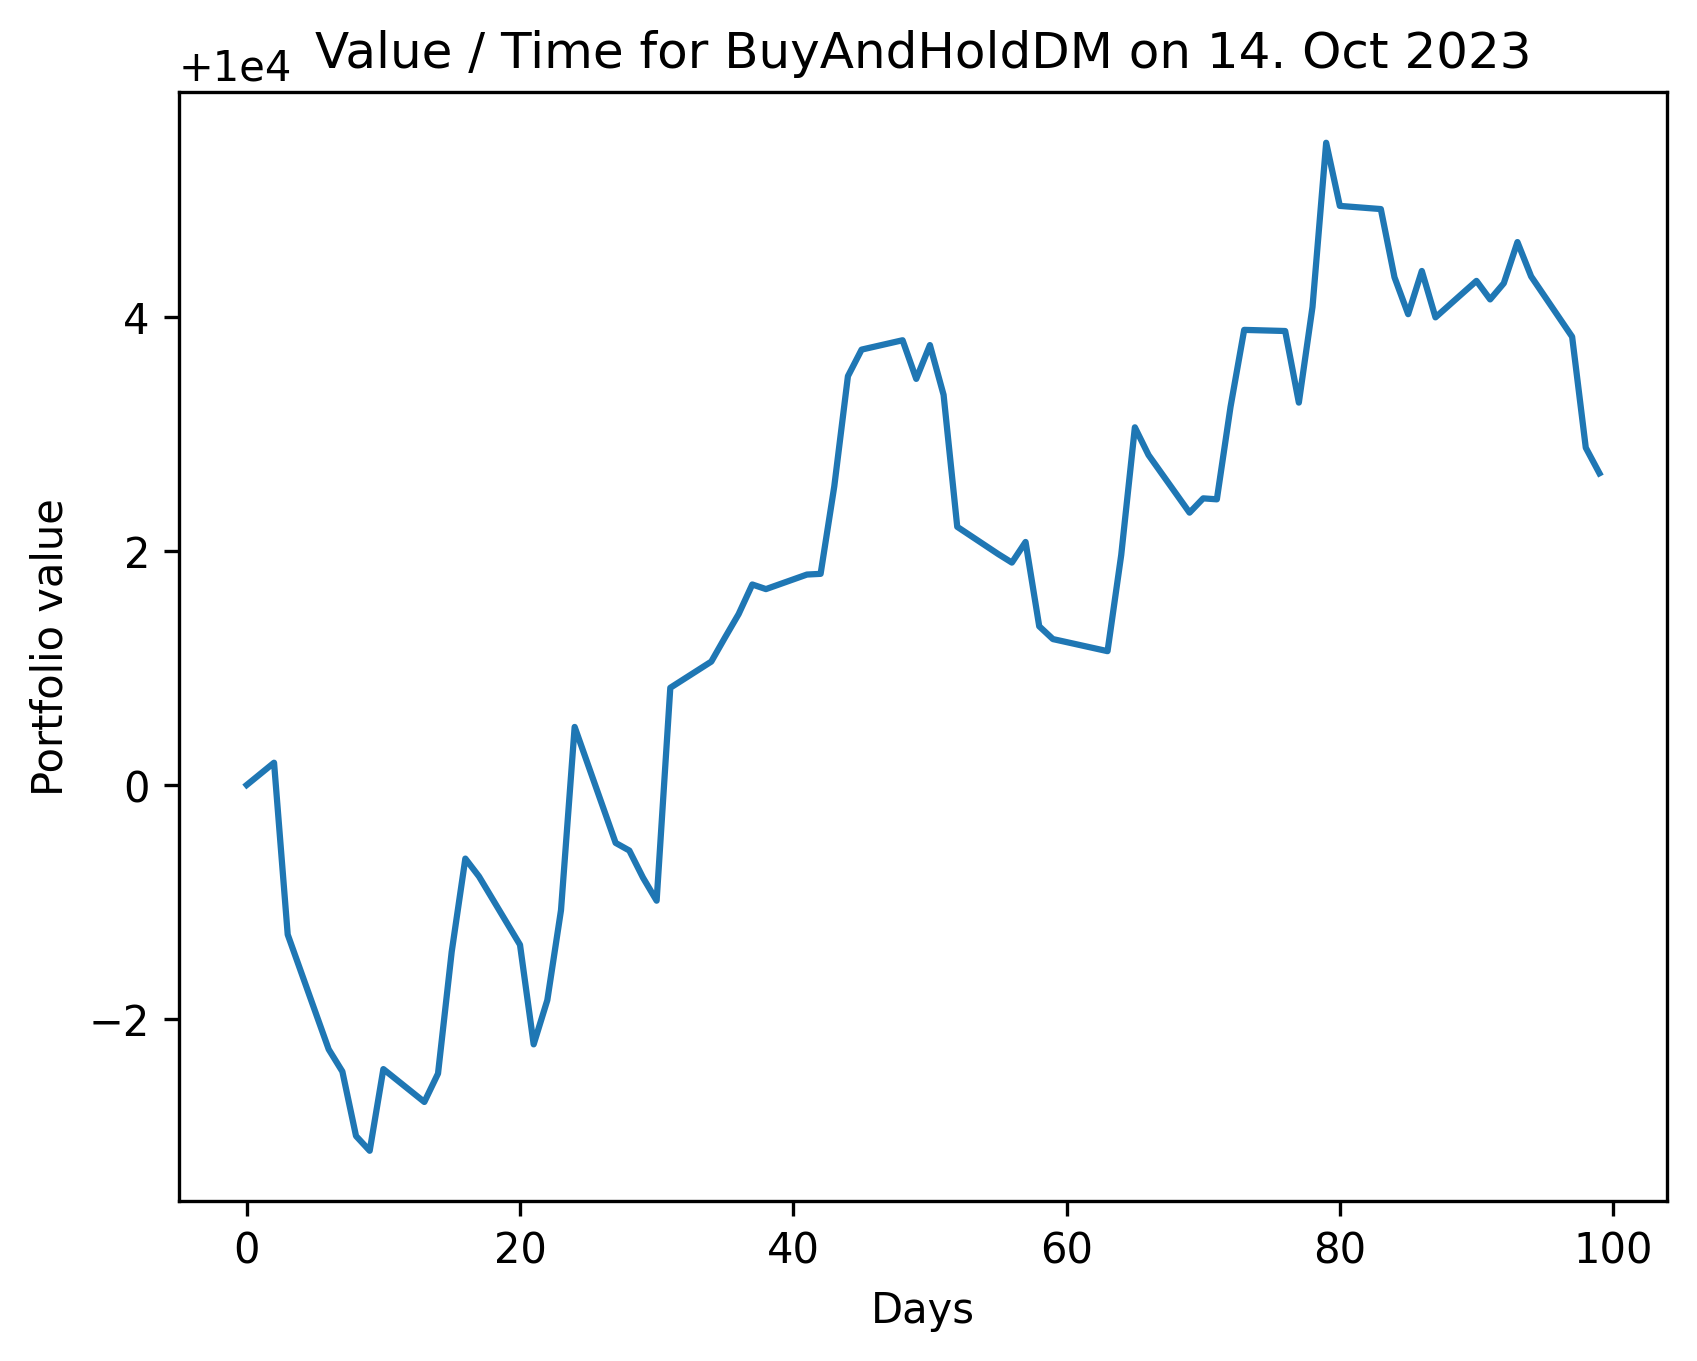 Value / Time for BuyAndHoldDM on 14. Oct 2023
+1e4
4
2
0
−2
Portfolio value
0 20 40 60 80 100
Days